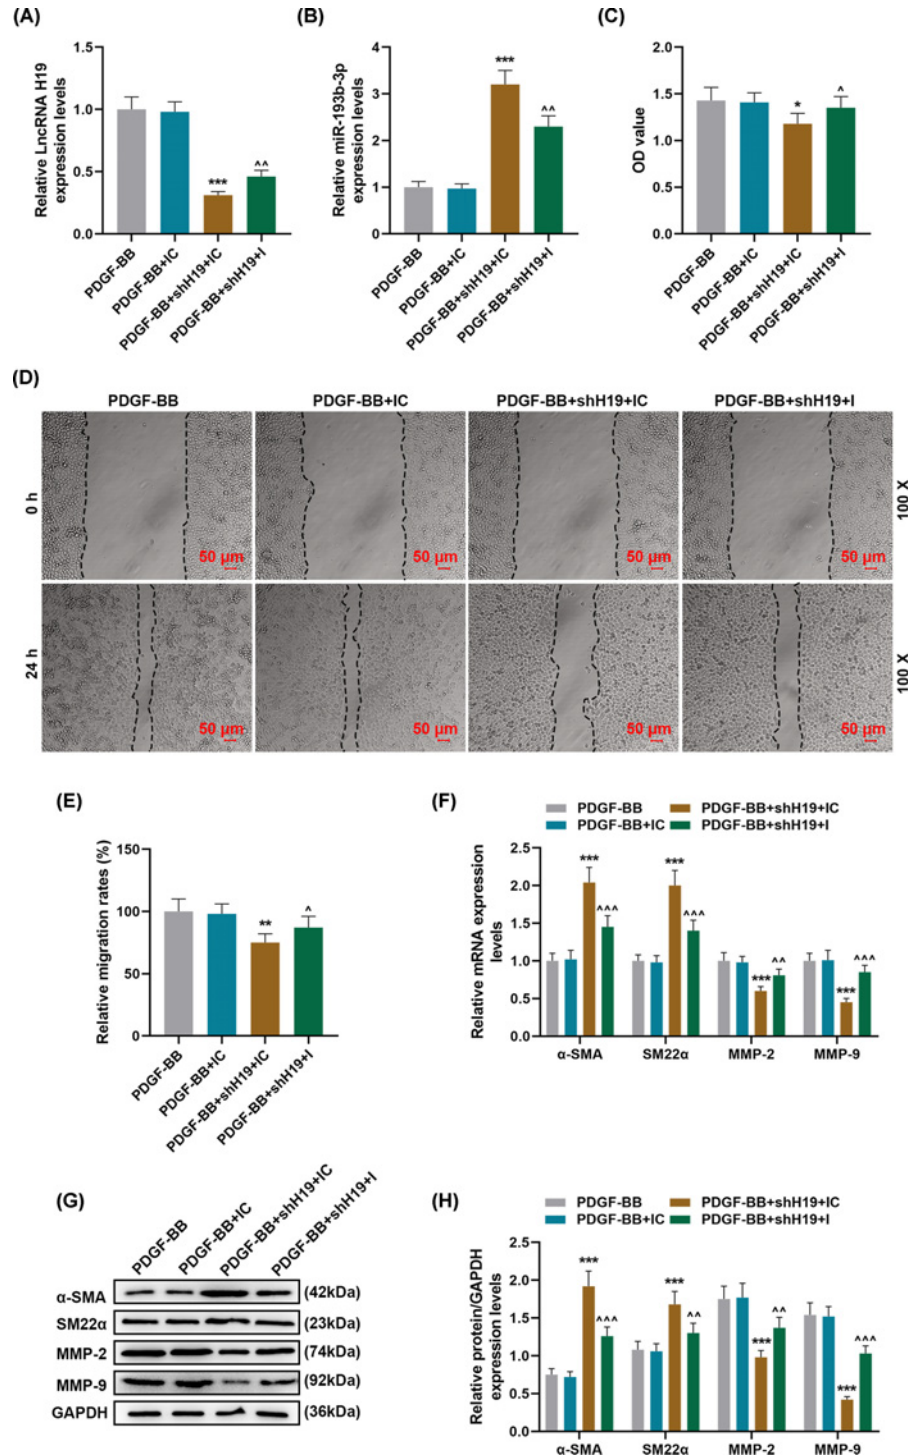 (A)
Relative LncRNA H19
expression levels
1.5
1.0
0.5
0.0
***
^^
PDGF-BB
PDGF-BB+IC
PDGF-BB+shH19+IC
PDGF-BB+shH19+I
(B)
Relative miR-193b-3p
expression levels
4
3
2
1
0
***
^^
PDGF-BB
PDGF-BB+IC
PDGF-BB+shH19+IC
PDGF-BB+shH19+I
(C)
OD value
2.0
1.5
1.0
0.5
0.0
*
^
PDGF-BB
PDGF-BB+IC
PDGF-BB+shH19+IC
PDGF-BB+shH19+I
(D)
PDGF-BB PDGF-BB+IC PDGF-BB+shH19+IC PDGF-BB+shH19+I
0 h
50 μm 50 μm 50 μm 50 μm
100 X
24 h
50 μm 50 μm 50 μm 50 μm
100 X
(E)
Relative migration rates (%)
150
100
50
0
**
^
PDGF-BB
PDGF-BB+IC
PDGF-BB+shH19+IC
PDGF-BB+shH19+I
(F)
PDGF-BB PDGF-BB+shH19+IC
PDGF-BB+IC PDGF-BB+shH19+I
Relative mRNA expression
levels
2.5
2.0
1.5
1.0
0.5
0.0
*** ^^^ *** ^^^ *** ^^ *** ^^^
α-SMA SM22α MMP-2 MMP-9
(G)
PDGF-BB
PDGF-BB+IC
PDGF-BB+shH19+IC
PDGF-BB+shH19+I
α-SMA (42kDa)
SM22α (23kDa)
MMP-2 (74kDa)
MMP-9 (92kDa)
GAPDH (36kDa)
(H)
PDGF-BB PDGF-BB+shH19+IC
PDGF-BB+IC PDGF-BB+shH19+I
Relative protein/GAPDH
expression levels
2.5
2.0
1.5
1.0
0.5
0.0
*** ^^^ *** ^^ *** ^^ *** ^^^
α-SMA SM22α MMP-2 MMP-9